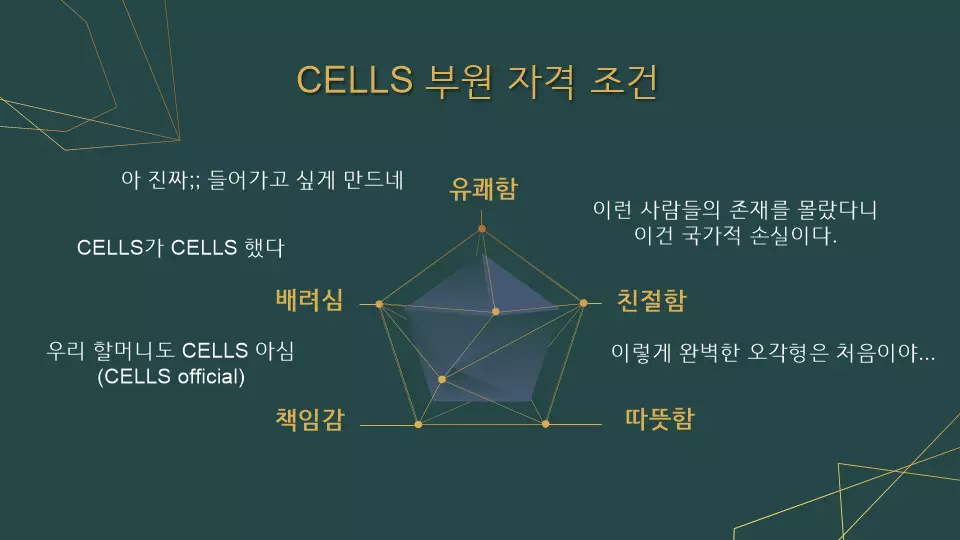 CELLS 부원 자격 조건
아 진짜;; 들어가고 싶게 만드네
유쾌함
이런 사람들의 존재를 몰랐다니
이건 국가적 손실이다.
CELLS가 CELLS 했다
배려심
친절함
우리 할머니도 CELLS 아심
(CELLS official)
이렇게 완벽한 오각형은 처음이야...
책임감
따뜻함